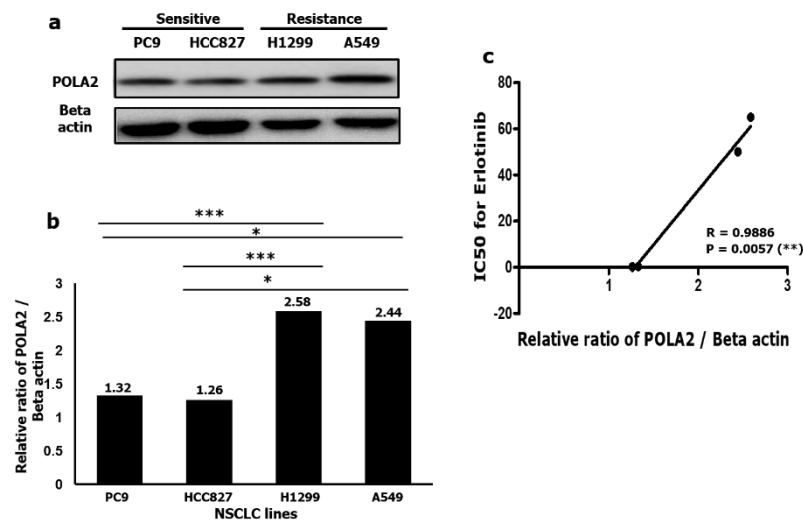 a
Sensitive Resistance
PC9 HCC827 H1299 A549
POLA2
Beta
actin
b
***
*
***
*
Relative ratio of POLA2 /
Beta actin
3
2.5
2
1.5
1
0.5
0
1.32
1.26
2.58
2.44
PC9 HCC827 H1299 A549
NSCLC lines
c
IC50 for Erlotinib
80
60
40
20
0
-20
1 2 3
R = 0.9886
P = 0.0057 (**)
Relative ratio of POLA2 / Beta actin